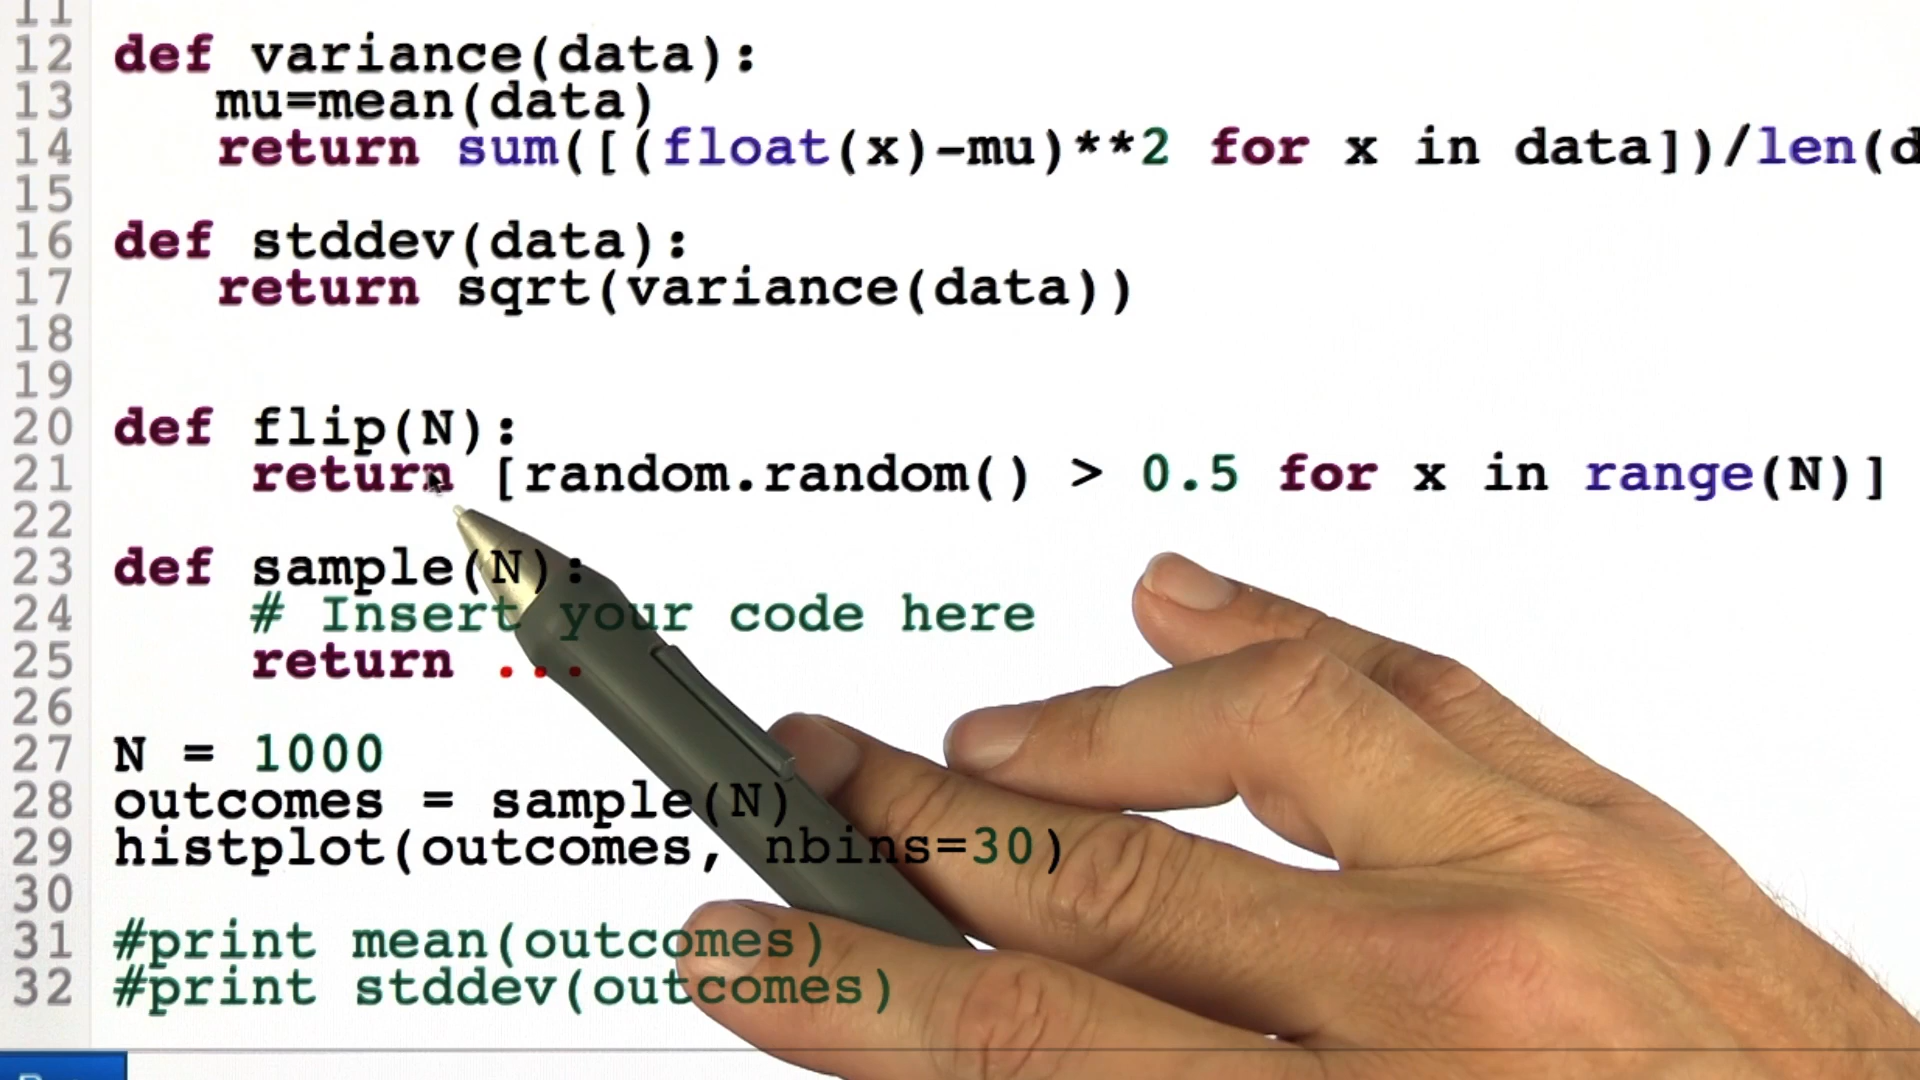 11
12 def variance(data):
13 mu=mean(data)
14 return sum([(float(x)-mu)**2 for x in data])/len(d
15
16 def stddev(data):
17 return sqrt(variance(data))
18
19
20 def flip(N):
21 return [random.random() > 0.5 for x in range(N)]
22
23 def sample(N):
24 # Insert your code here
25 return ...
26
27 N = 1000
28 outcomes = sample(N)
29 histplot(outcomes, nbins=30)
30
31 #print mean(outcomes)
32 #print stddev(outcomes)